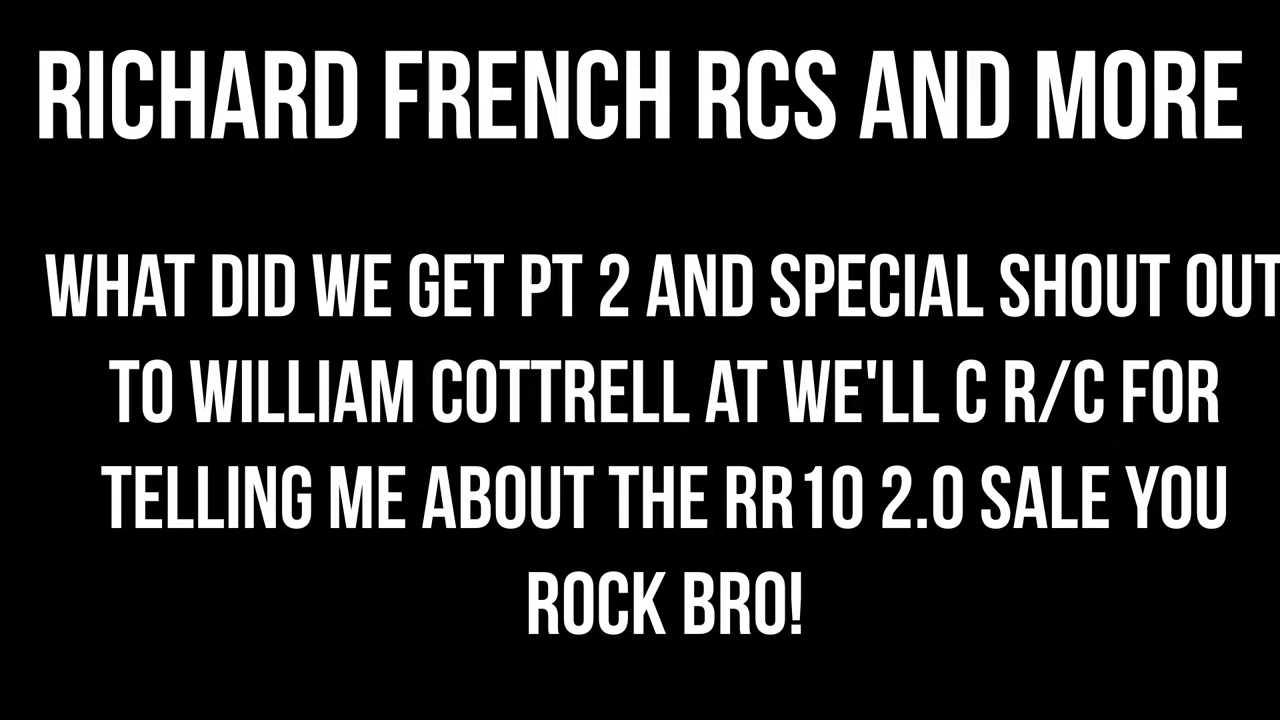 RICHARD FRENCH RCS AND MORE
WHAT DID WE GET PT 2 AND SPECIAL SHOUT OUT
TO WILLIAM COTTRELL AT WE'LL C R/C FOR
TELLING ME ABOUT THE RR10 2.0 SALE YOU
ROCK BRO!